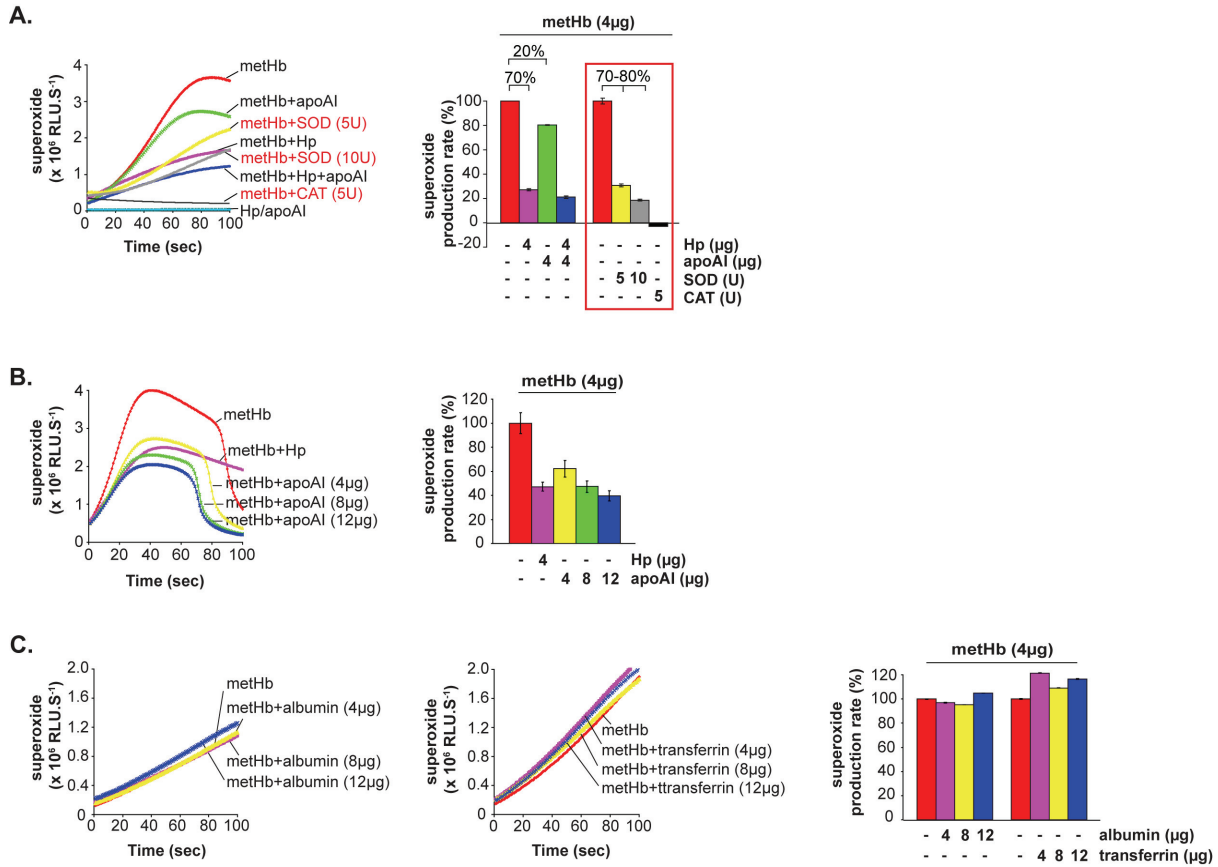 A.
metHb (4µg)
20%
70%
70-80%
superoxide
(x 10⁶ RLU.S⁻¹)
4
3
2
1
0
0 20 40 60 80 100
Time (sec)
metHb
metHb+apoAI
metHb+SOD (5U)
metHb+Hp
metHb+SOD (10U)
metHb+Hp+apoAI
metHb+CAT (5U)
Hp/apoAI
superoxide
production rate (%)
100
80
60
40
20
0
-20
- 4 - 4 - - - - Hp (µg)
- - 4 4 - - - - apoAI (µg)
- - - - - 5 10 - SOD (U)
- - - - - - - 5 CAT (U)
B.
superoxide
(x 10⁶ RLU.S⁻¹)
4
3
2
1
0
0 20 40 60 80 100
Time (sec)
metHb
metHb+Hp
metHb+apoAI (4µg)
metHb+apoAI (8µg)
metHb+apoAI (12µg)
metHb (4µg)
superoxide
production rate (%)
120
100
80
60
40
20
0
- 4 - - - Hp (µg)
- - 4 8 12 apoAI (µg)
C.
superoxide
(x 10⁶ RLU.S⁻¹)
2.0
1.6
1.2
0.8
0.4
0
0 20 40 60 80 100
Time (sec)
metHb
metHb+albumin (4µg)
metHb+albumin (8µg)
metHb+albumin (12µg)
superoxide
(x 10⁶ RLU.S⁻¹)
2.0
1.6
1.2
0.8
0.4
0
0 20 40 60 80 100
Time (sec)
metHb
metHb+transferrin (4µg)
metHb+transferrin (8µg)
metHb+ttransferrin (12µg)
metHb (4µg)
superoxide
production rate (%)
120
100
80
60
40
20
0
- 4 8 12 - - - - albumin (µg)
- - - - - 4 8 12 transferrin (µg)